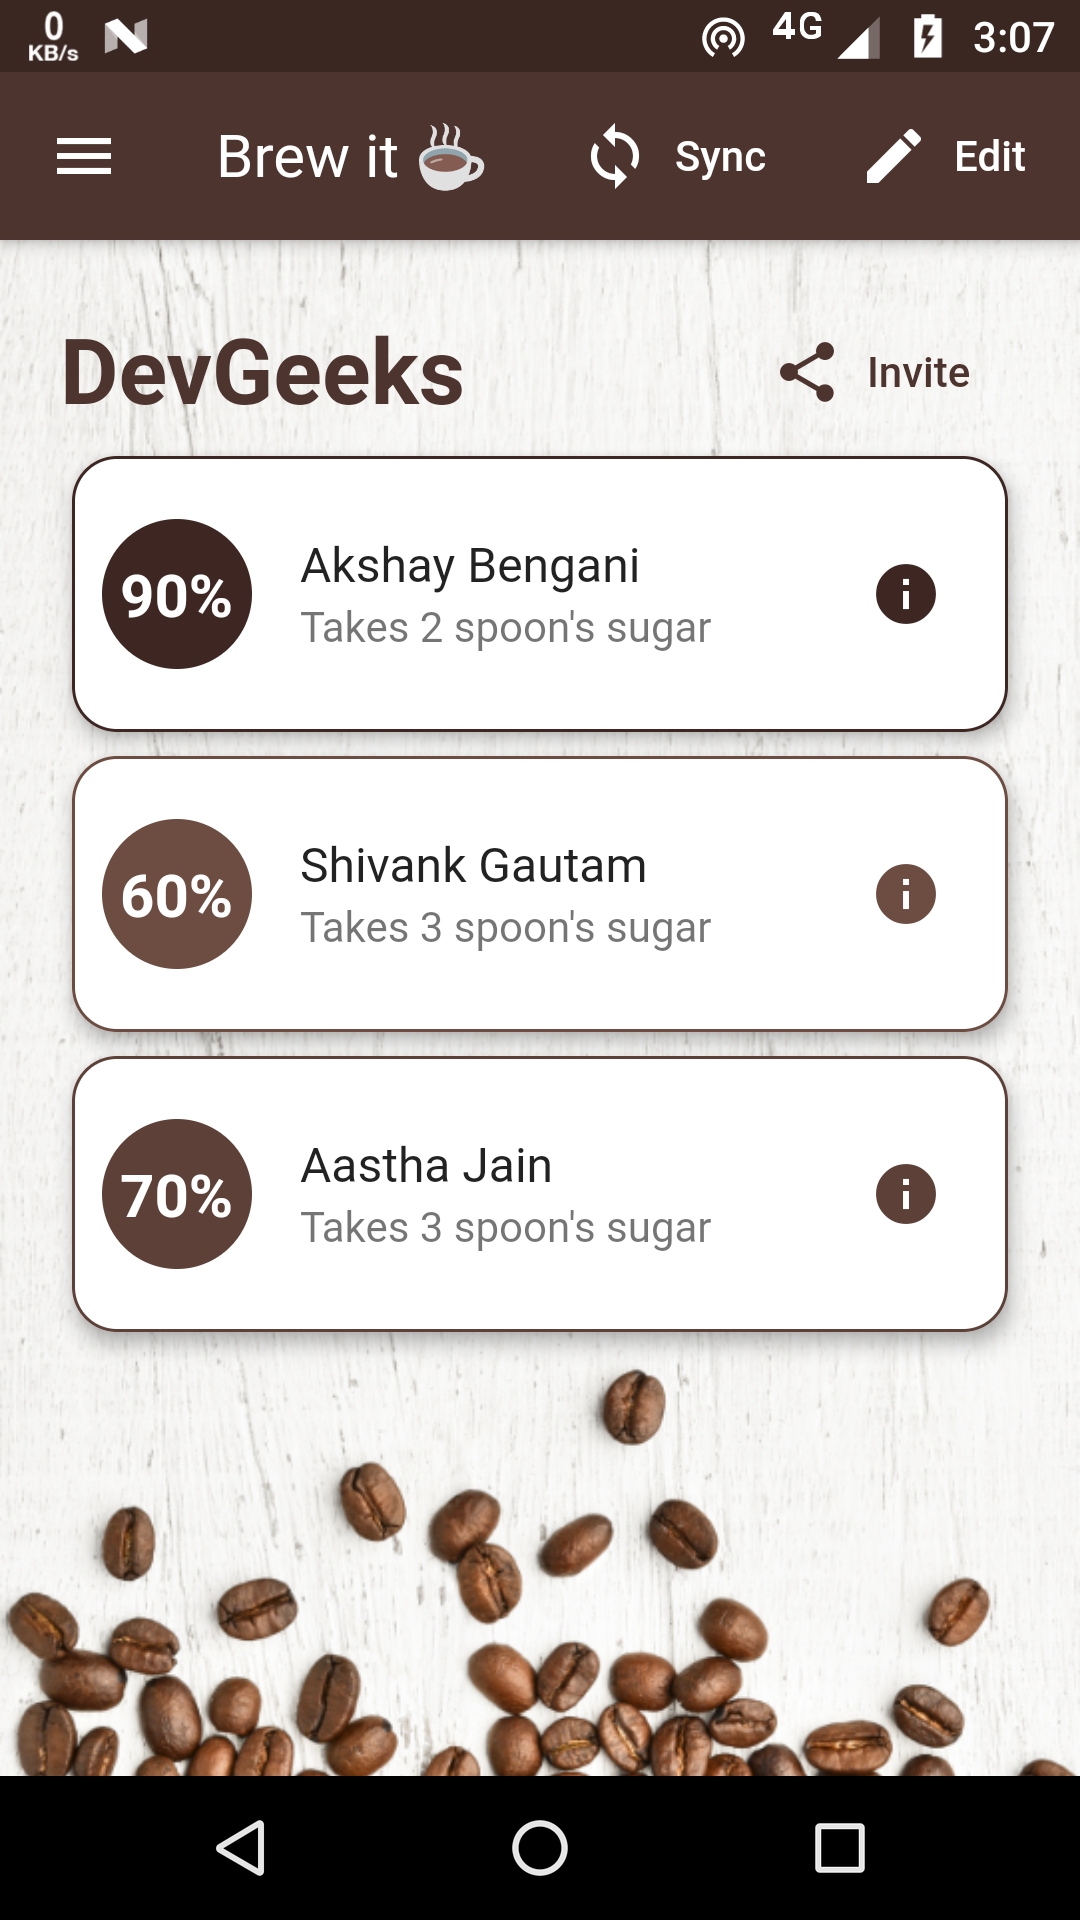 0
KB/s
4G
3:07
Brew it
Sync
Edit
DevGeeks
Invite
90%
Akshay Bengani
Takes 2 spoon's sugar
60%
Shivank Gautam
Takes 3 spoon's sugar
70%
Aastha Jain
Takes 3 spoon's sugar